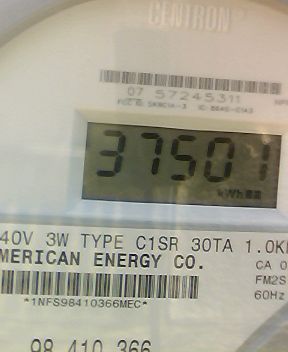 CENTRON
07 57245311
37501
kWh
40V 3W TYPE C1SR 30TA 1.0K
MERICAN ENERGY CO.
CA 0
FM2S
60Hz
*1NFS98410366MEC*
98 410 366